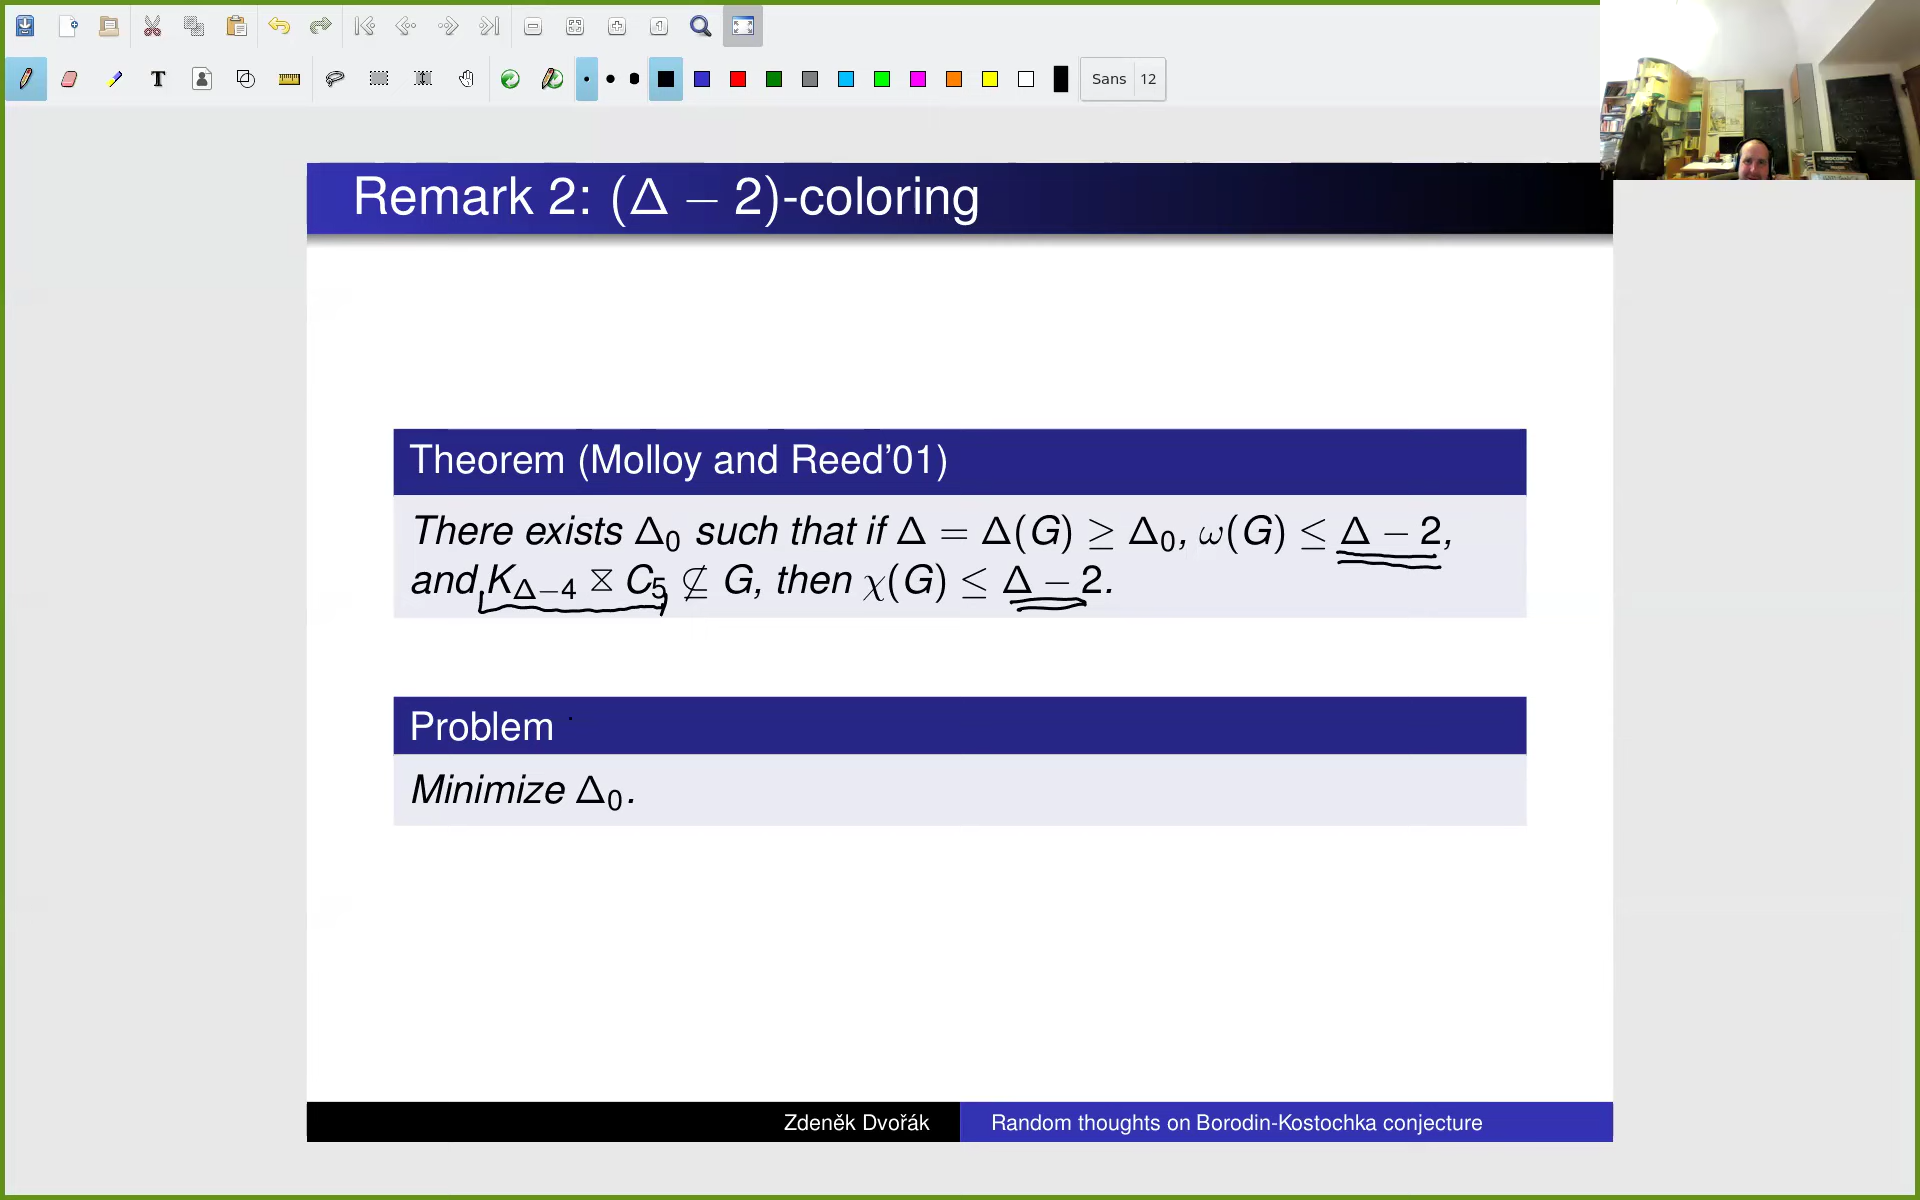 T
Sans 12
Remark 2: (Δ − 2)-coloring
Theorem (Molloy and Reed'01)
There exists Δ₀ such that if Δ = Δ(G) ≥ Δ₀, ω(G) ≤ Δ − 2,
and K_{Δ−4} ⧖ C₅ ⊈ G, then χ(G) ≤ Δ − 2.
Problem
Minimize Δ₀.
Zdeněk Dvořák Random thoughts on Borodin-Kostochka conjecture